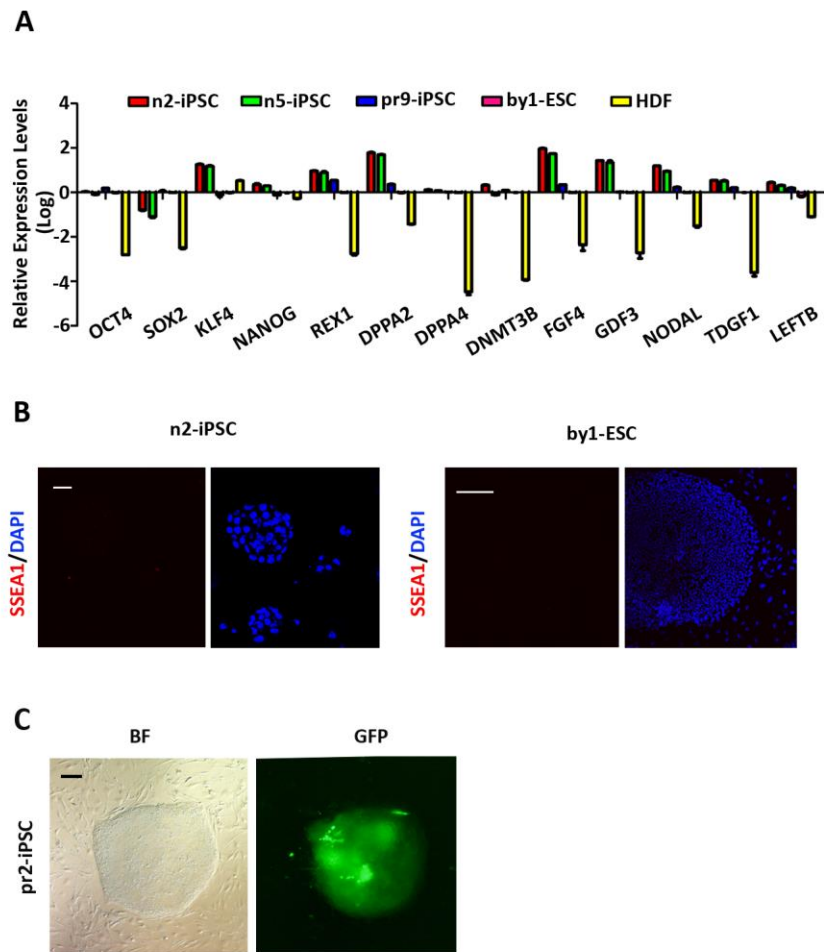 A
n2-iPSC n5-iPSC pr9-iPSC by1-ESC HDF
Relative Expression Levels
(Log)
4
2
0
-2
-4
-6
OCT4 SOX2 KLF4 NANOG REX1 DPPA2 DPPA4 DNMT3B FGF4 GDF3 NODAL TDGF1 LEFTB
B
n2-iPSC by1-ESC
SSEA1/DAPI SSEA1/DAPI
C
BF GFP
pr2-iPSC